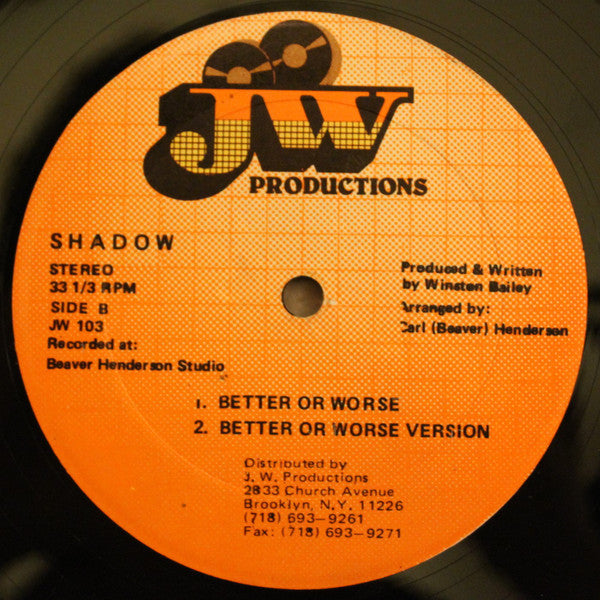 JW
PRODUCTIONS
SHADOW
STEREO
33 1/3 RPM
SIDE B
JW 103
Recorded at:
Beaver Henderson Studio
Produced & Written
by Winston Bailey
Arranged by:
Carl (Beaver) Henderson
1. BETTER OR WORSE
2. BETTER OR WORSE VERSION
Distributed by
J. W. Productions
2833 Church Avenue
Brooklyn, N.Y. 11226
(718) 693-9261
Fax: (718) 693-9271